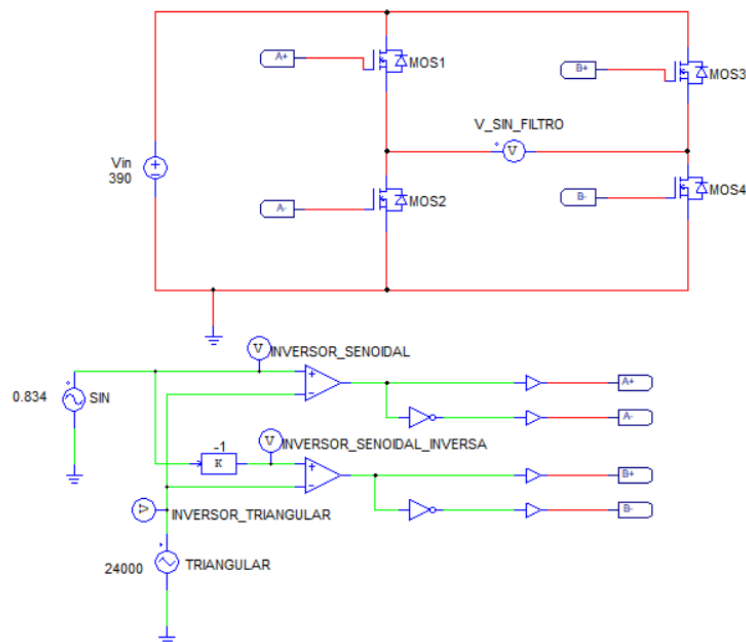 A+
MOS1
B+
MOS3
V_SIN_FILTRO
V
Vin
390
A-
MOS2
B-
MOS4
V
INVERSOR_SENOIDAL
0.834
SIN
A+
A-
-1
K
V
INVERSOR_SENOIDAL_INVERSA
B+
V
INVERSOR_TRIANGULAR
B-
24000
TRIANGULAR